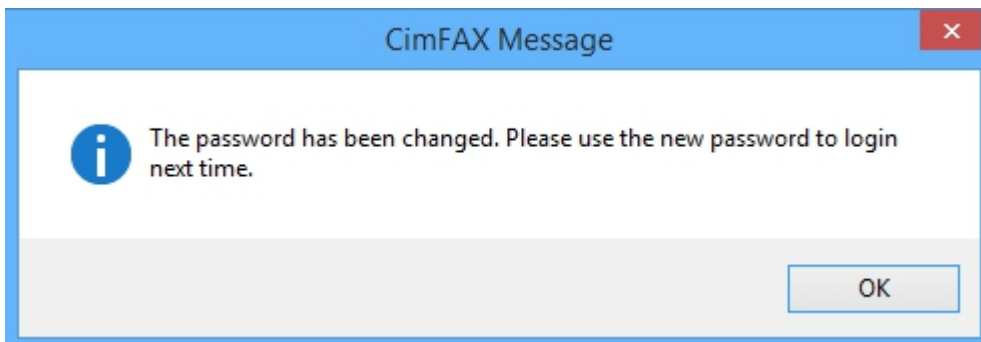 CimFAX Message
The password has been changed. Please use the new password to login
next time.
OK